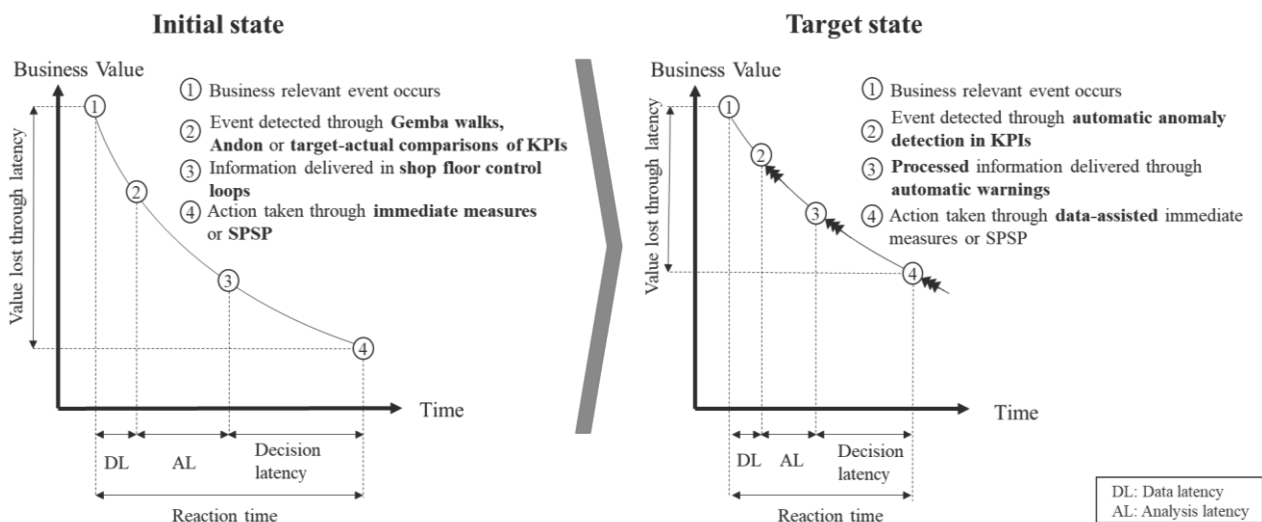 Initial state
Business Value
Value lost through latency
1
2
3
4
① Business relevant event occurs
② Event detected through Gemba walks,
Andon or target-actual comparisons of KPIs
③ Information delivered in shop floor control
loops
④ Action taken through immediate measures
or SPSP
Time
DL
AL
Decision
latency
Reaction time
Target state
Business Value
Value lost through latency
1
2
3
4
① Business relevant event occurs
② Event detected through automatic anomaly
detection in KPIs
③ Processed information delivered through
automatic warnings
④ Action taken through data-assisted immediate
measures or SPSP
Time
DL
AL
Decision
latency
Reaction time
DL: Data latency
AL: Analysis latency